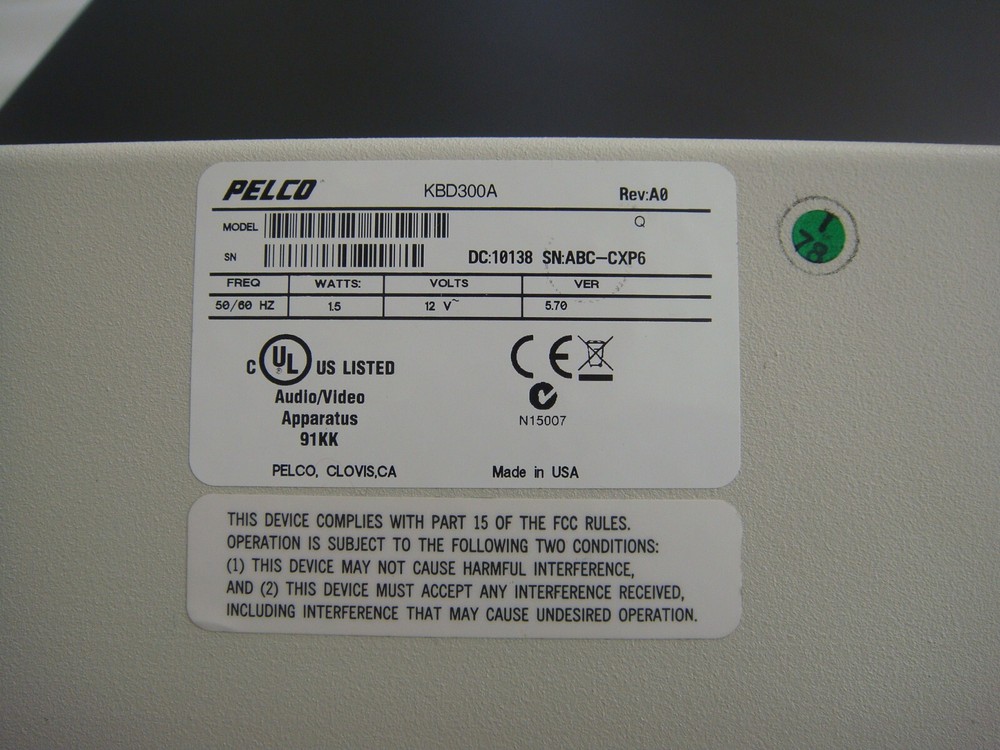 PELCO KBD300A Rev:A0
MODEL Q
SN DC:10138 SN:ABC-CXP6
FREQ WATTS: VOLTS VER
50/60 HZ 1.5 12 V~ 5.70
C UL US LISTED
Audio/Video
Apparatus
91KK
CE
N15007
PELCO, CLOVIS,CA Made in USA
THIS DEVICE COMPLIES WITH PART 15 OF THE FCC RULES.
OPERATION IS SUBJECT TO THE FOLLOWING TWO CONDITIONS:
(1) THIS DEVICE MAY NOT CAUSE HARMFUL INTERFERENCE,
AND (2) THIS DEVICE MUST ACCEPT ANY INTERFERENCE RECEIVED,
INCLUDING INTERFERENCE THAT MAY CAUSE UNDESIRED OPERATION.